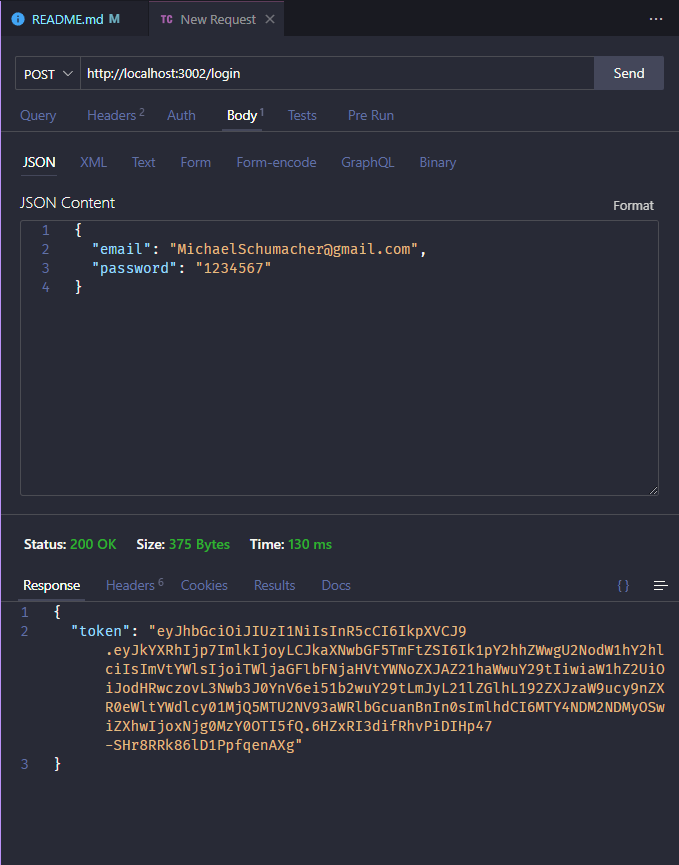 README.md M TC New Request
POST http://localhost:3002/login Send
Query Headers 2 Auth Body 1 Tests Pre Run
JSON XML Text Form Form-encode GraphQL Binary
JSON Content Format
1 {
2 "email": "MichaelSchumacher@gmail.com",
3 "password": "1234567"
4 }
Status: 200 OK Size: 375 Bytes Time: 130 ms
Response Headers 6 Cookies Results Docs { }
1 {
2 "token": "eyJhbGciOiJIUzI1NiIsInR5cCI6IkpXVCJ9
.eyJkYXRhIjp7ImlkIjoyLCJkaXNwbGF5TmFtZSI6Ik1pY2hhZWwgU2NodW1hY2hl
ciIsImVtYWlsIjoiTWljaGFlbFNjaHVtYWNoZXJAZ21haWwuY29tIiwiaW1hZ2UiO
iJodHRwczovL3Nwb3J0YnV6ei51b2wuY29tLmJyL21lZGlhL192ZXJzaW9ucy9nZX
R0eWltYWdlcy01MjQ5MTU2NV93aWRlbGcuanBnIn0sImlhdCI6MTY4NDM2NDMyOSw
iZXhwIjoxNjg0MzY0OTI5fQ.6HZxRI3difRhvPiDIHp47
-SHr8RRk86lD1PpfqenAXg"
3 }